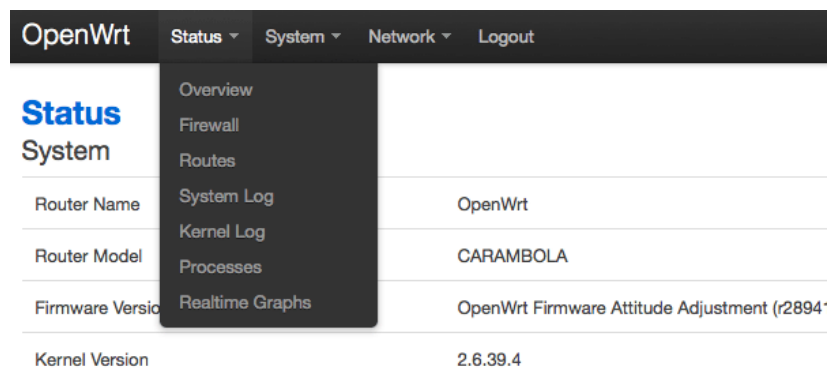 OpenWrt Status System Network Logout
Overview
Firewall
Routes
System Log
Kernel Log
Processes
Realtime Graphs
Status
System
Router Name OpenWrt
Router Model CARAMBOLA
Firmware Versio OpenWrt Firmware Attitude Adjustment (r28941
Kernel Version 2.6.39.4